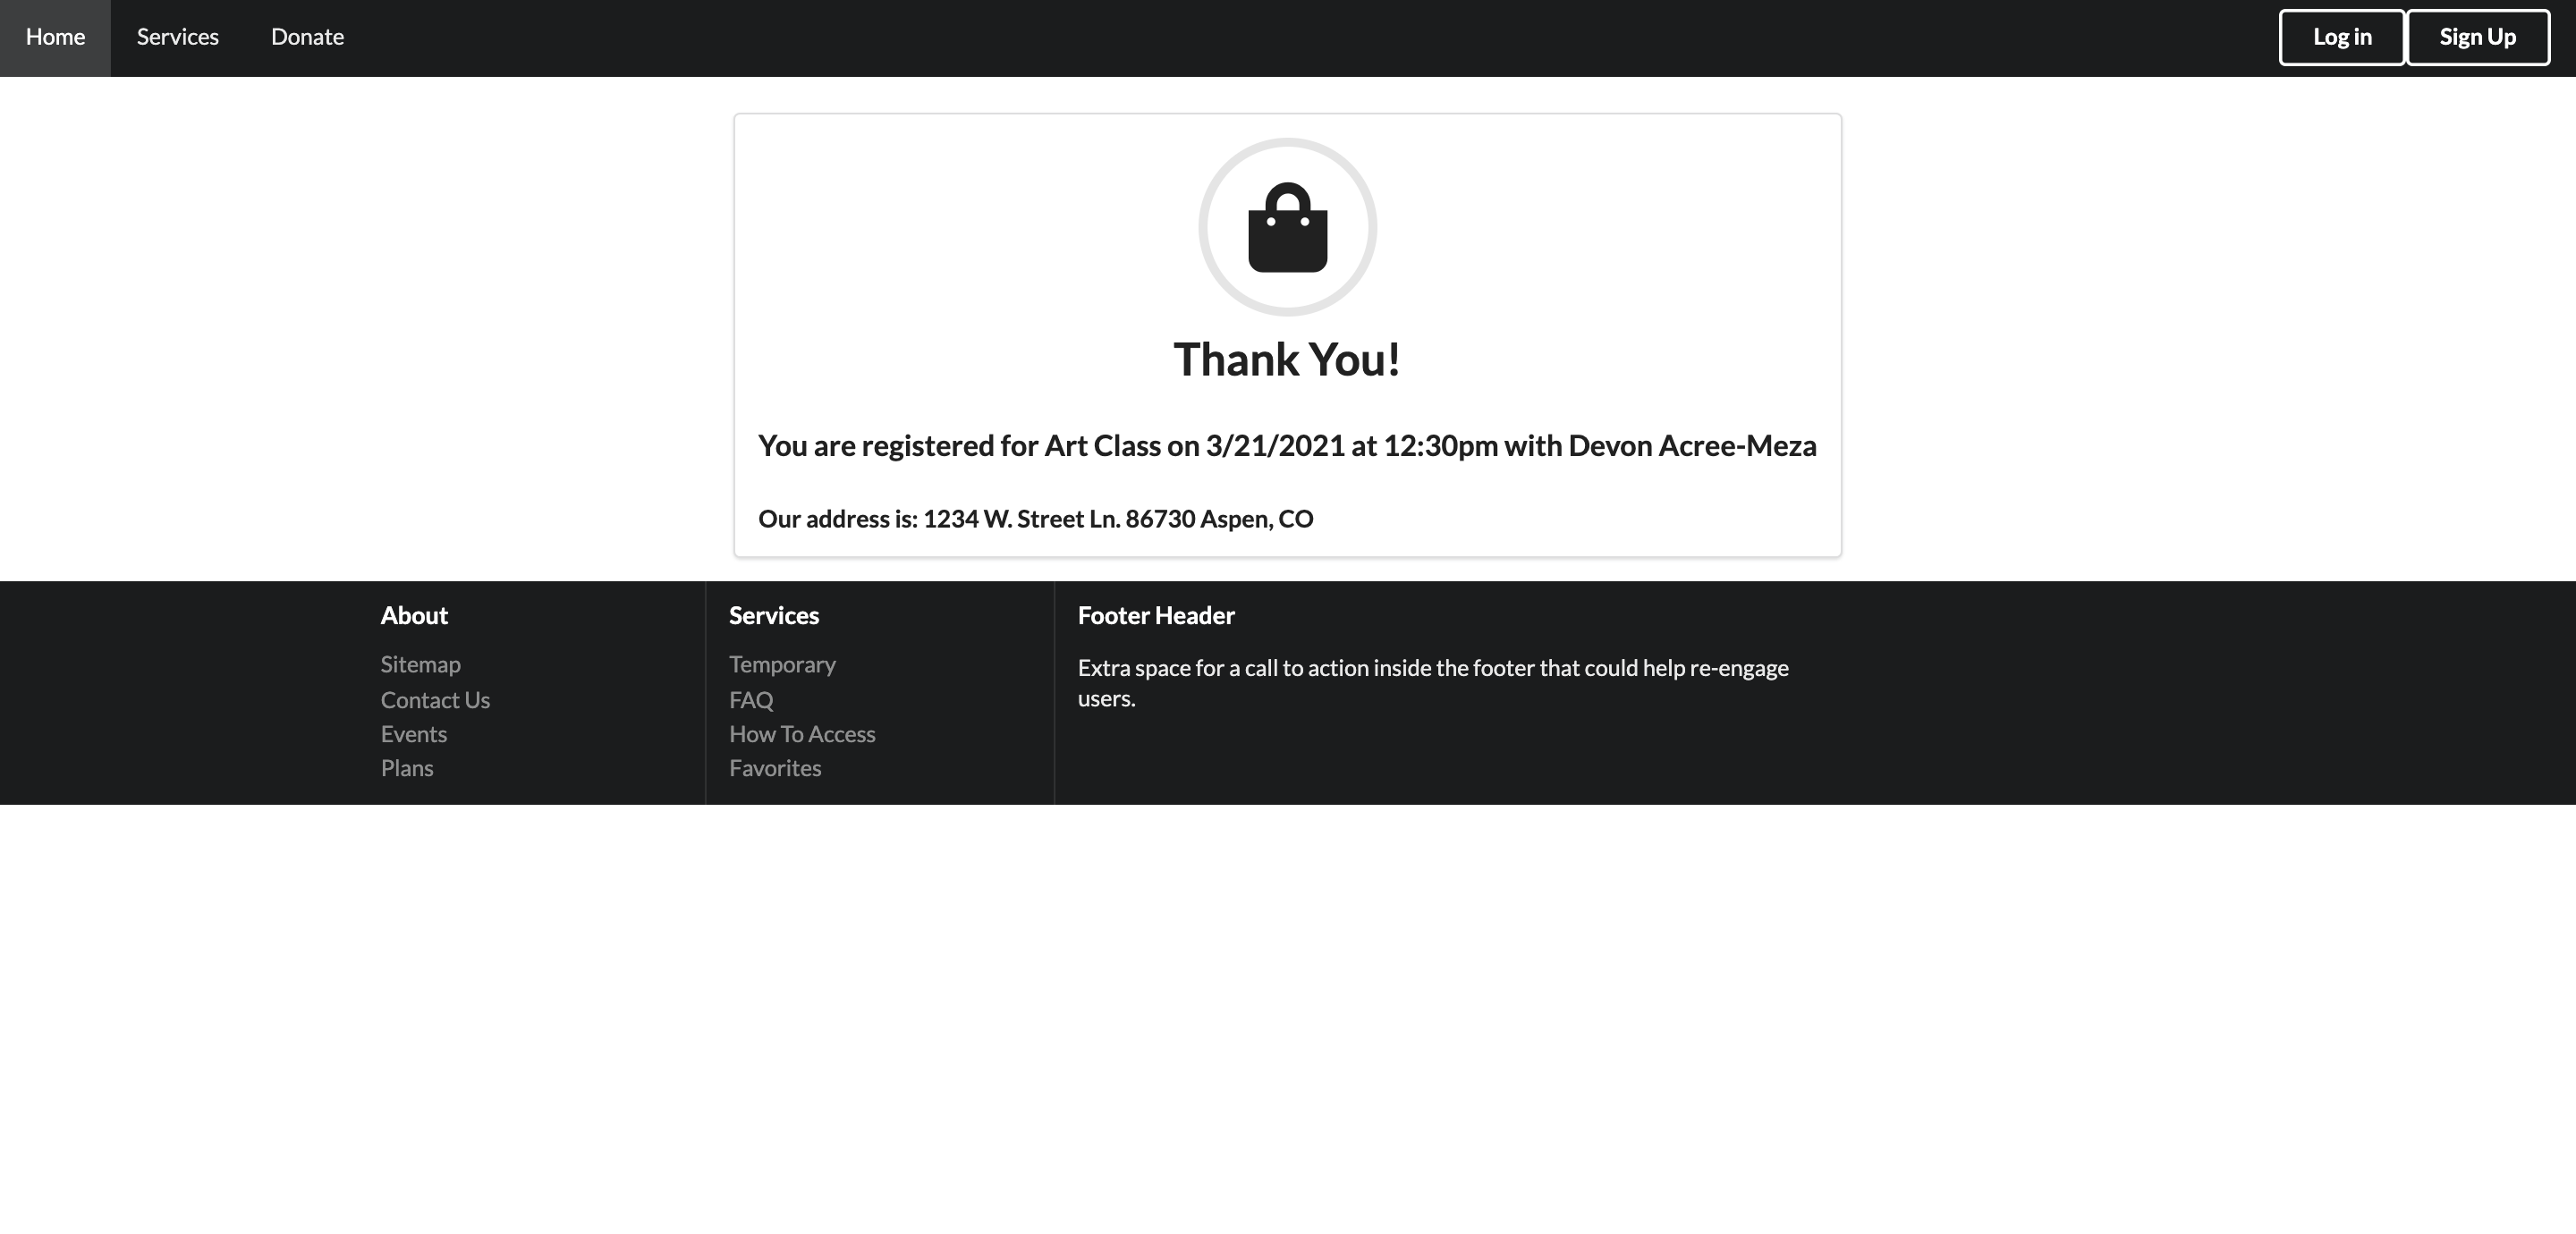 Home Services Donate Log in Sign Up
Thank You!
You are registered for Art Class on 3/21/2021 at 12:30pm with Devon Acree-Meza
Our address is: 1234 W. Street Ln. 86730 Aspen, CO
About
Sitemap
Contact Us
Events
Plans
Services
Temporary
FAQ
How To Access
Favorites
Footer Header
Extra space for a call to action inside the footer that could help re-engage
users.